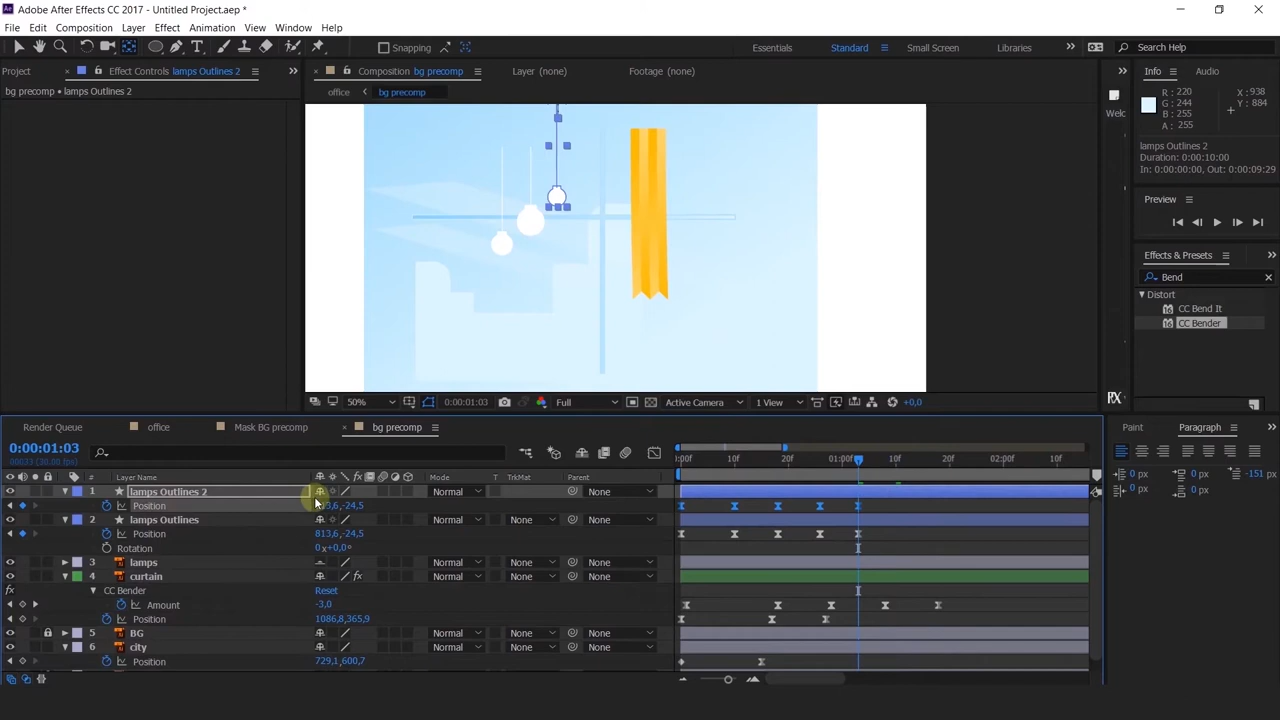 Adobe After Effects CC 2017 - Untitled Project.aep *
File Edit Composition Layer Effect Animation View Window Help
Snapping Essentials Standard Small Screen Libraries Search Help
Project Effect Controls lamps Outlines 2 Composition bg precomp Layer (none) Footage (none) Info Audio
bg precomp • lamps Outlines 2 office bg precomp
R: 220 X: 938
G: 244 Y: 884
B: 255
A: 255
Welc
lamps Outlines 2
Duration: 0:00:10:00
In: 0:00:00:00, Out: 0:00:09:29
Preview
Effects & Presets
Bend
Distort
CC Bend It
CC Bender
50% 0:00:01:03 Full Active Camera 1 View +0,0
Render Queue office Mask BG precomp bg precomp Paint Paragraph
0:00:01:03
00033 (30.00 fps)
:00f 10f 20f 01:00f 10f 20f 02:00f 10f
0 px 0 px -151 px
0 px 0 px
# Layer Name Mode T TrkMat Parent
1 lamps Outlines 2 Normal None
Position 13,6,-24,5
2 lamps Outlines Normal None None
Position 813,6,-24,5
Rotation 0x+0,0°
3 lamps Normal None None
4 curtain Normal None None
CC Bender Reset
Amount -3,0
Position 1086,8,365,9
5 BG Normal None None
6 city Normal None None
Position 729,1,600,7